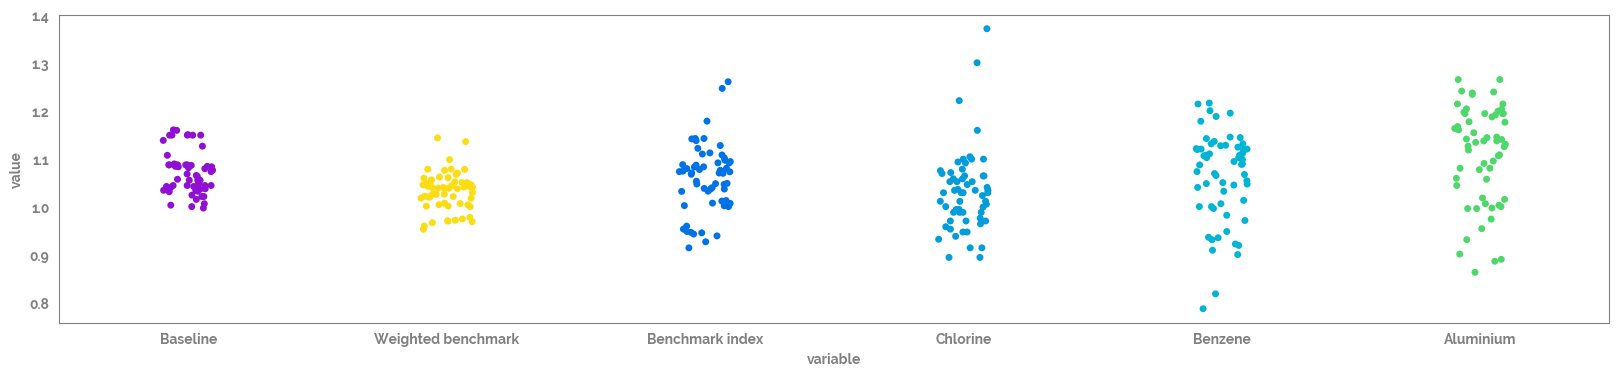 1.4
1.3
1.2
1.1
1.0
0.9
0.8
value
Baseline Weighted benchmark Benchmark index Chlorine Benzene Aluminium
variable